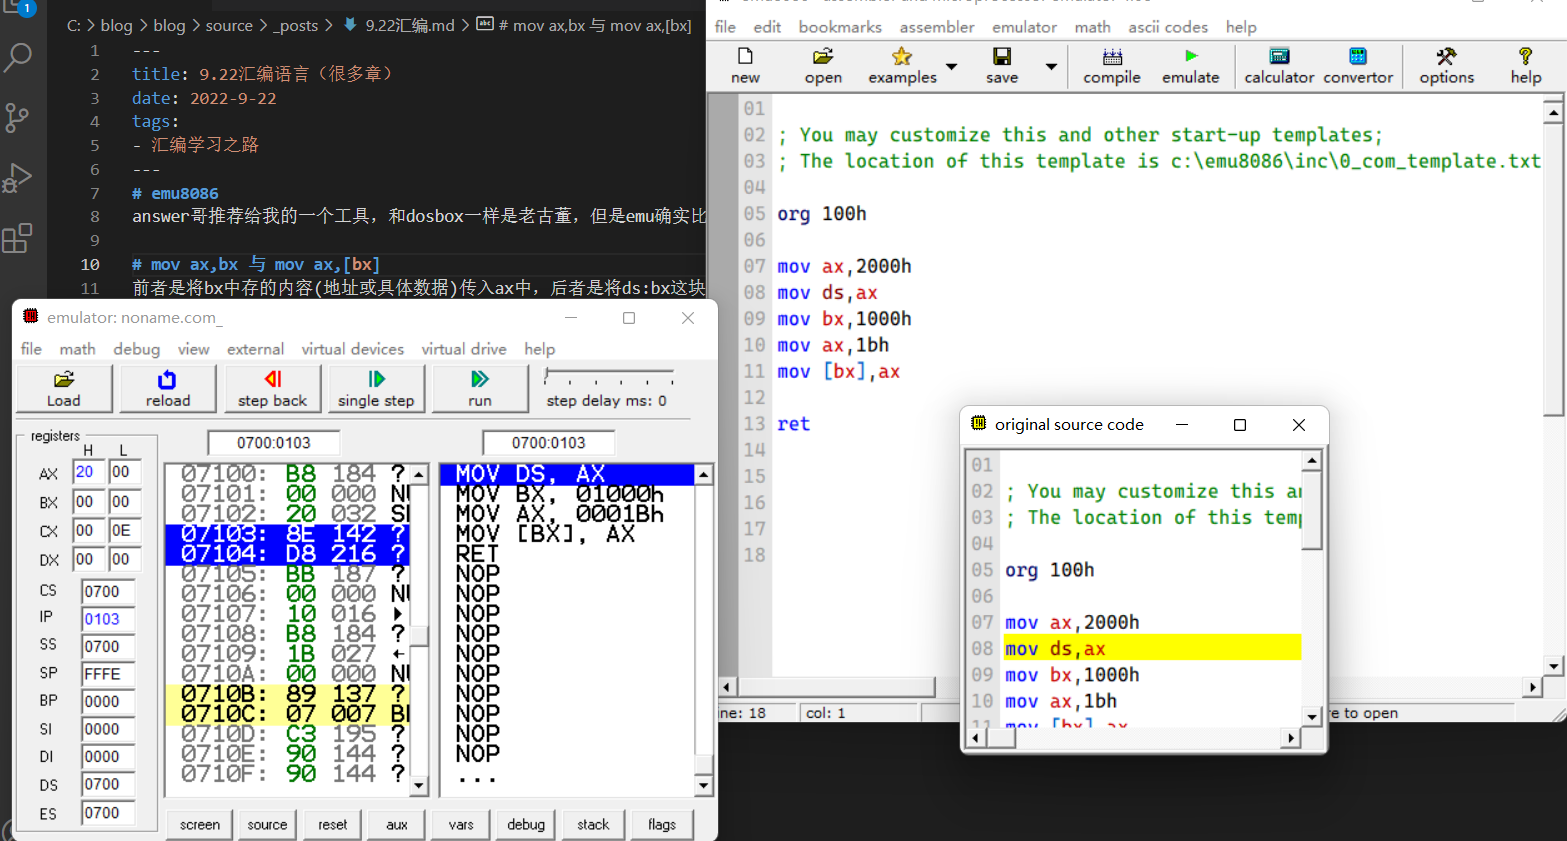 C: > blog > blog > source > _posts > 9.22汇编.md > # mov ax,bx 与 mov ax,[bx]
1 ---
2 title: 9.22汇编语言（很多章）
3 date: 2022-9-22
4 tags:
5 - 汇编学习之路
6 ---
7 # emu8086
8 answer哥推荐给我的一个工具，和dosbox一样是老古董，但是emu确实比
9
10 # mov ax,bx 与 mov ax,[bx]
11 前者是将bx中存的内容(地址或具体数据)传入ax中，后者是将ds:bx这块
file edit bookmarks assembler emulator math ascii codes help
new open examples save compile emulate calculator convertor options help
01
02 ; You may customize this and other start-up templates;
03 ; The location of this template is c:\emu8086\inc\0_com_template.txt
04
05 org 100h
06
07 mov ax,2000h
08 mov ds,ax
09 mov bx,1000h
10 mov ax,1bh
11 mov [bx],ax
12
13 ret
14
15
16
17
18
line: 18 col: 1 re to open
emulator: noname.com_
file math debug view external virtual devices virtual drive help
Load reload step back single step run step delay ms: 0
registers
H L
AX 20 00
BX 00 00
CX 00 0E
DX 00 00
CS 0700
IP 0103
SS 0700
SP FFFE
BP 0000
SI 0000
DI 0000
DS 0700
ES 0700
0700:0103 0700:0103
07100: B8 184 ?
07101: 00 000 NU
07102: 20 032 SI
07103: 8E 142 ?
07104: D8 216 ?
07105: BB 187 ?
07106: 00 000 NU
07107: 10 016 ►
07108: B8 184 ?
07109: 1B 027 ←
0710A: 00 000 NU
0710B: 89 137 ?
0710C: 07 007 BI
0710D: C3 195 ?
0710E: 90 144 ?
0710F: 90 144 ?
MOV DS, AX
MOV BX, 01000h
MOV AX, 0001Bh
MOV [BX], AX
RET
NOP
NOP
NOP
NOP
NOP
NOP
NOP
NOP
NOP
NOP
...
screen source reset aux vars debug stack flags
original source code
01
02 ; You may customize this a
03 ; The location of this temp
04
05 org 100h
06
07 mov ax,2000h
08 mov ds,ax
09 mov bx,1000h
10 mov ax,1bh
11 mov [bx],ax